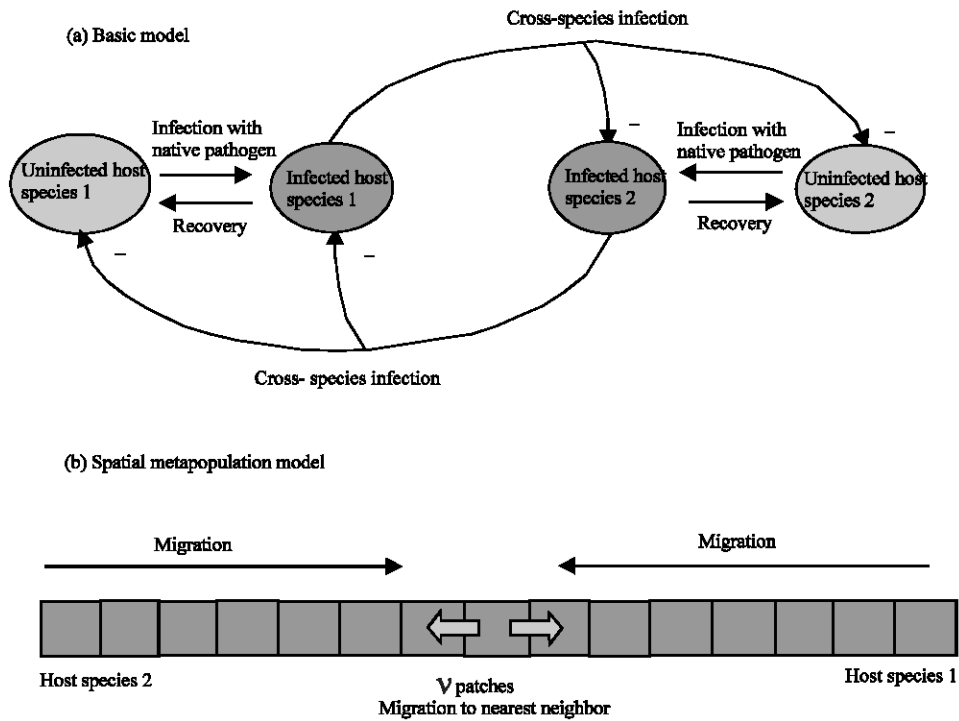 Cross-species infection
(a) Basic model
Infection with
native pathogen
Infection with
native pathogen
Uninfected host
species 1
Infected host
species 1
Infected host
species 2
Uninfected host
species 2
Recovery
Recovery
–
–
–
–
Cross- species infection
(b) Spatial metapopulation model
Migration
Migration
Host species 2
Host species 1
ν patches
Migration to nearest neighbor